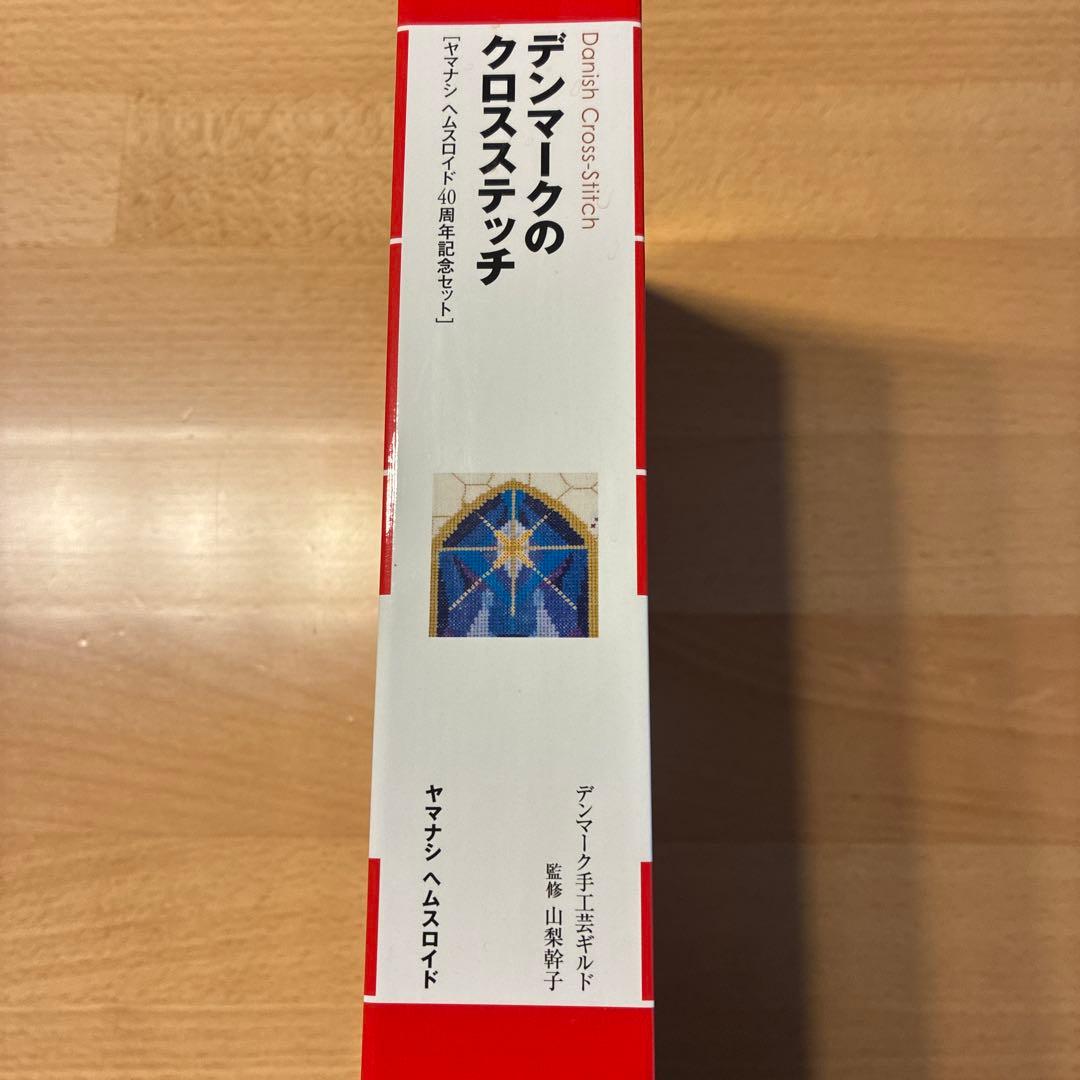 Danish Cross-Stitch
デンマークの
クロスステッチ
[ヤマナシ ヘムスロイド40周年記念セット]
デンマーク手工芸ギルド
監修 山梨幹子
ヤマナシ ヘムスロイド